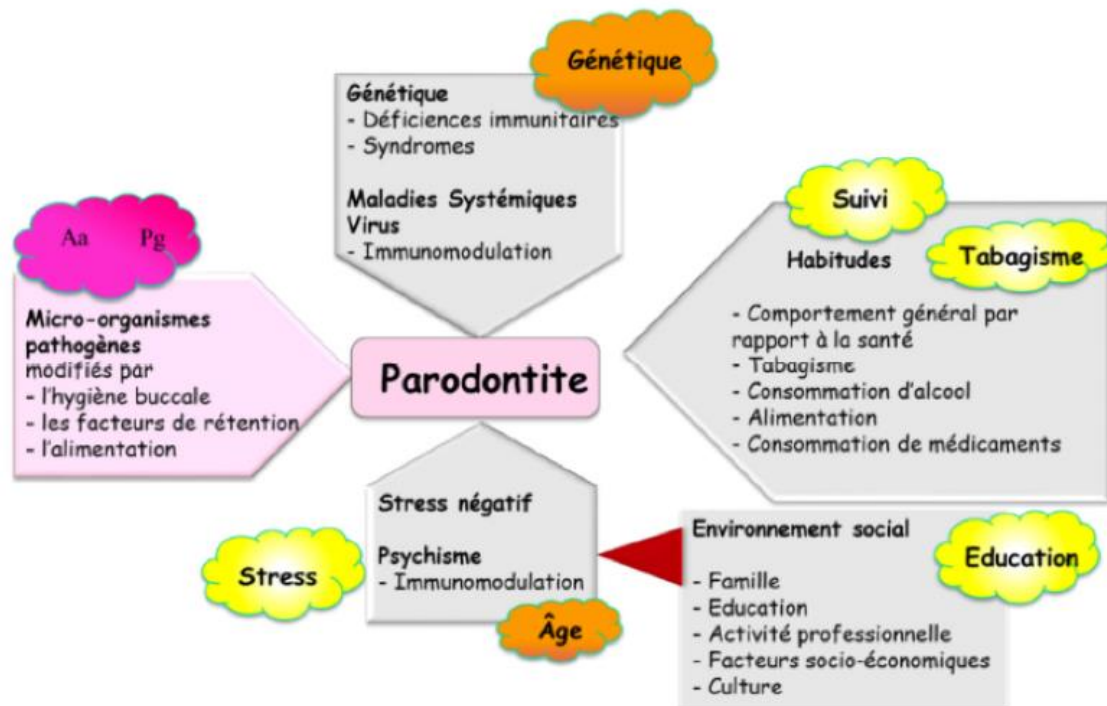 Génétique
Génétique
- Déficiences immunitaires
- Syndromes
Maladies Systémiques
Virus
- Immunomodulation
Aa Pg
Micro-organismes
pathogènes
modifiés par
- l'hygiène buccale
- les facteurs de rétention
- l'alimentation
Parodontite
Suivi
Tabagisme
Habitudes
- Comportement général par
rapport à la santé
- Tabagisme
- Consommation d'alcool
- Alimentation
- Consommation de médicaments
Stress négatif
Psychisme
- Immunomodulation
Stress
Âge
Environnement social
Education
- Famille
- Education
- Activité professionnelle
- Facteurs socio-économiques
- Culture